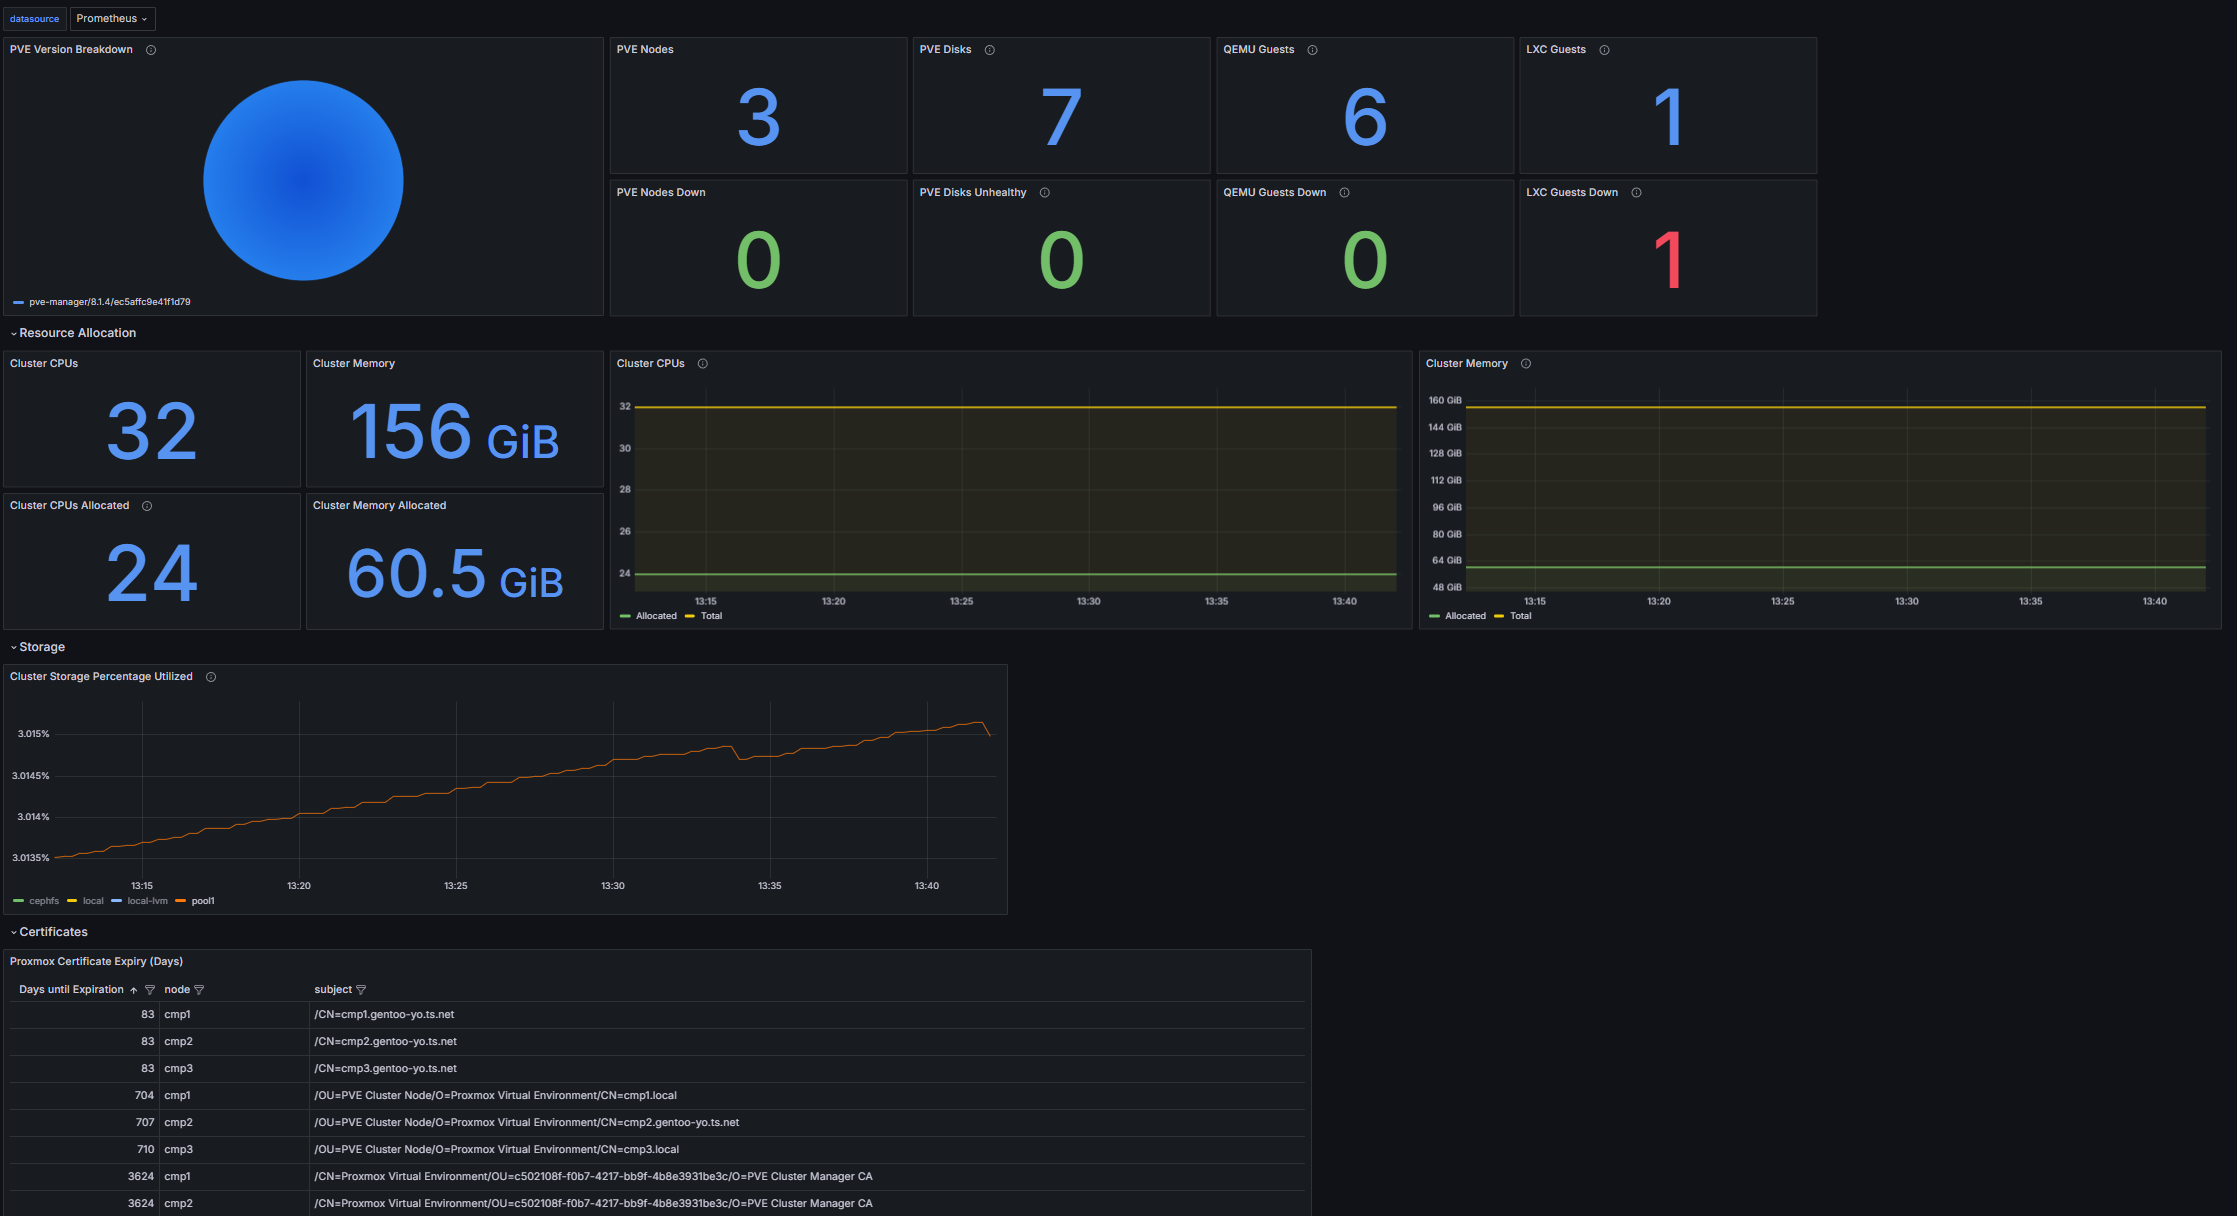 datasource Prometheus
PVE Version Breakdown
pve-manager/8.1.4/ec5affc9e41f1d79
PVE Nodes
3
PVE Disks
7
QEMU Guests
6
LXC Guests
1
PVE Nodes Down
0
PVE Disks Unhealthy
0
QEMU Guests Down
0
LXC Guests Down
1
Resource Allocation
Cluster CPUs
32
Cluster Memory
156 GiB
Cluster CPUs Allocated
24
Cluster Memory Allocated
60.5 GiB
Cluster CPUs
32
30
28
26
24
13:15 13:20 13:25 13:30 13:35 13:40
Allocated Total
Cluster Memory
160 GiB
144 GiB
128 GiB
112 GiB
96 GiB
80 GiB
64 GiB
48 GiB
13:15 13:20 13:25 13:30 13:35 13:40
Allocated Total
Storage
Cluster Storage Percentage Utilized
3.015%
3.0145%
3.014%
3.0135%
13:15 13:20 13:25 13:30 13:35 13:40
cephfs local local-lvm pool1
Certificates
Proxmox Certificate Expiry (Days)
Days until Expiration node subject
83 cmp1 /CN=cmp1.gentoo-yo.ts.net
83 cmp2 /CN=cmp2.gentoo-yo.ts.net
83 cmp3 /CN=cmp3.gentoo-yo.ts.net
704 cmp1 /OU=PVE Cluster Node/O=Proxmox Virtual Environment/CN=cmp1.local
707 cmp2 /OU=PVE Cluster Node/O=Proxmox Virtual Environment/CN=cmp2.gentoo-yo.ts.net
710 cmp3 /OU=PVE Cluster Node/O=Proxmox Virtual Environment/CN=cmp3.local
3624 cmp1 /CN=Proxmox Virtual Environment/OU=c502108f-f0b7-4217-bb9f-4b8e3931be3c/O=PVE Cluster Manager CA
3624 cmp2 /CN=Proxmox Virtual Environment/OU=c502108f-f0b7-4217-bb9f-4b8e3931be3c/O=PVE Cluster Manager CA